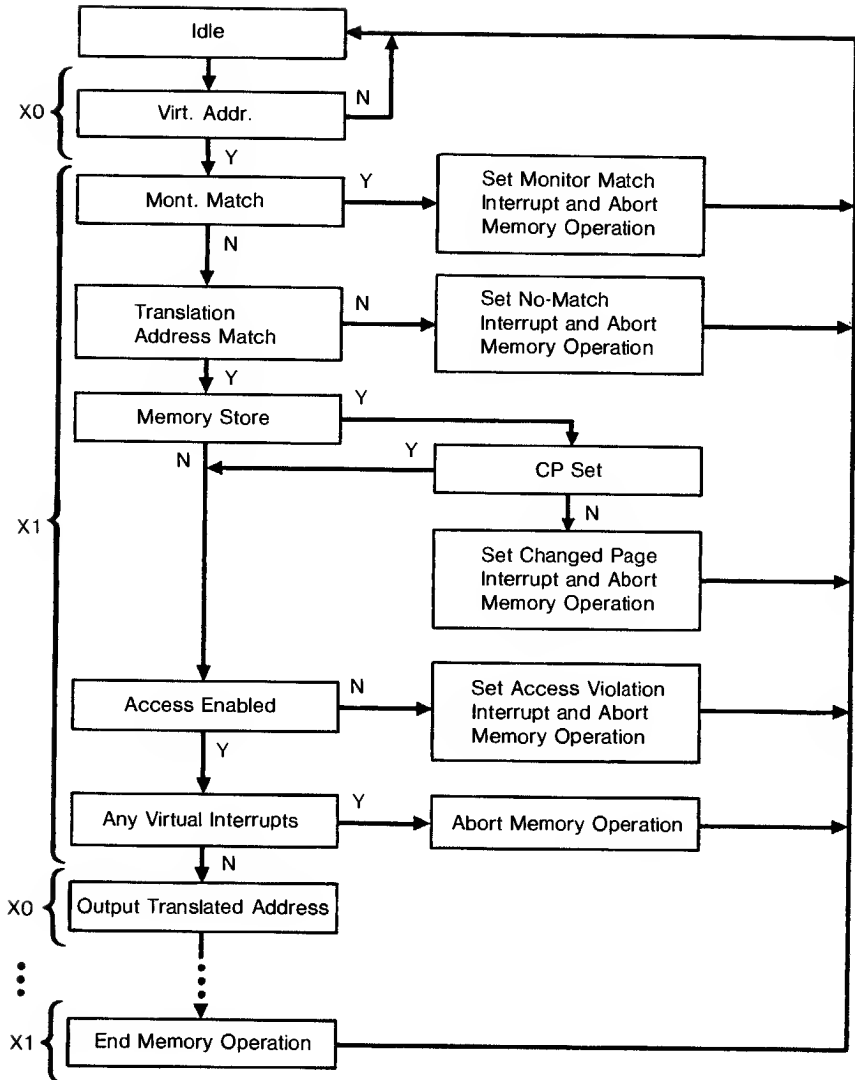 Idle
X0
Virt. Addr.
N
Y
Mont. Match
Y
Set Monitor Match
Interrupt and Abort
Memory Operation
N
Translation
Address Match
N
Set No-Match
Interrupt and Abort
Memory Operation
Y
Memory Store
Y
N
Y
CP Set
N
X1
Set Changed Page
Interrupt and Abort
Memory Operation
Access Enabled
N
Set Access Violation
Interrupt and Abort
Memory Operation
Y
Any Virtual Interrupts
Y
Abort Memory Operation
N
X0
Output Translated Address
X1
End Memory Operation